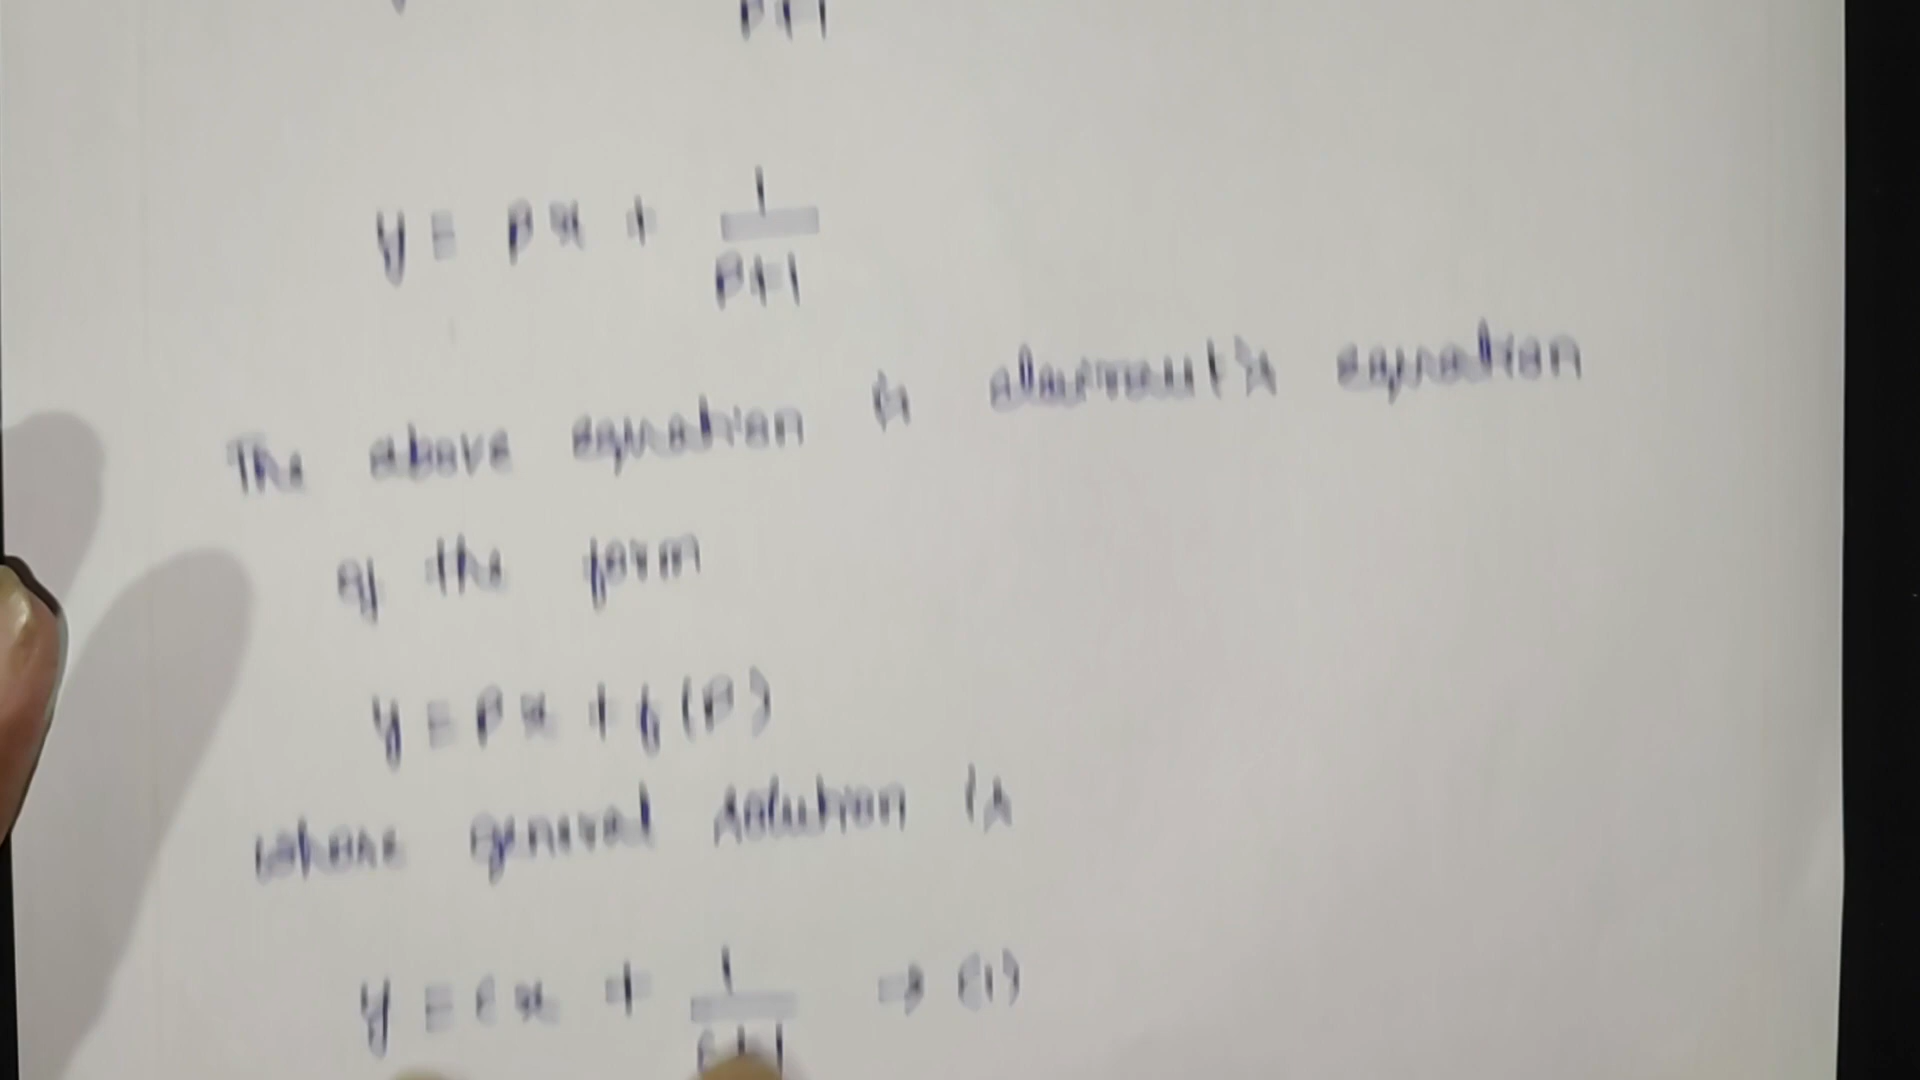 P+1
y = px + 1/(P+1)
The above equation is clairaut's equation
of the form
y = px + f(P)
whose general solution is
y = cx + 1/(c+1) → (1)